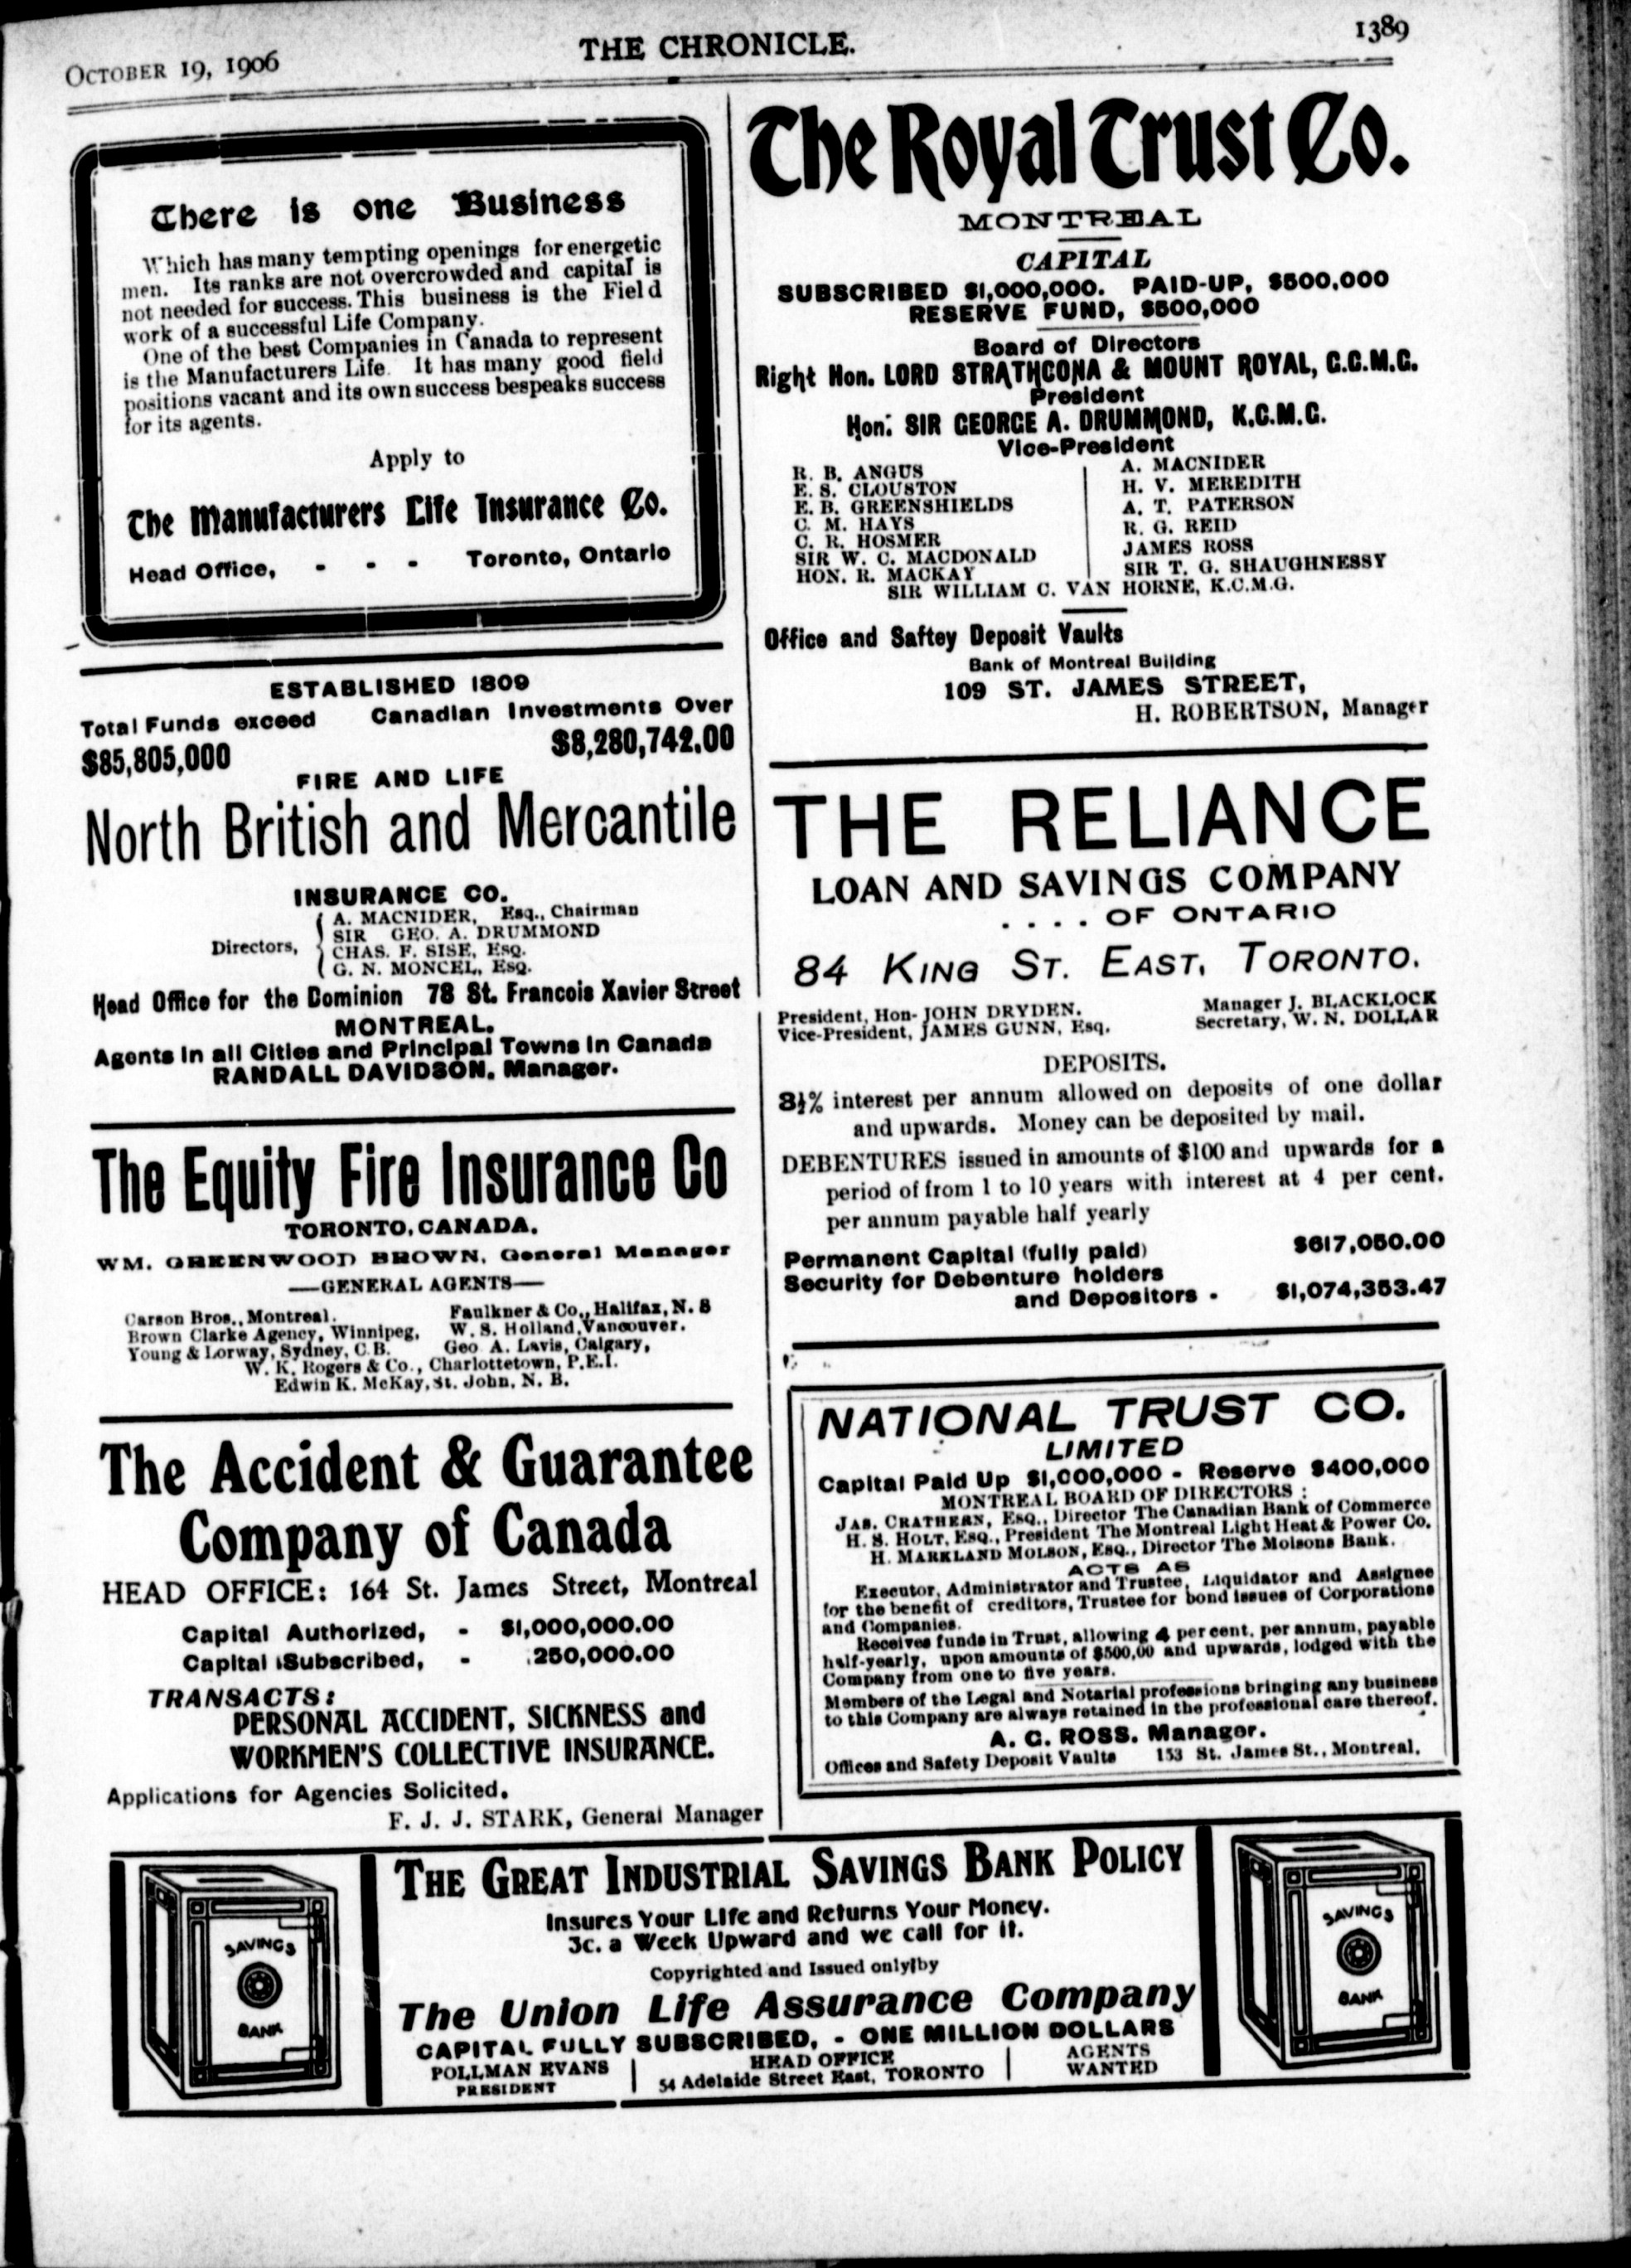 OCTOBER 19, 1906
THE CHRONICLE.
1389
There is one Business
Which has many tempting openings for energetic
men. Its ranks are not overcrowded and capital is
not needed for success. This business is the Field
work of a successful Life Company.
One of the best Companies in Canada to represent
is the Manufacturers Life. It has many good field
positions vacant and its own success bespeaks success
for its agents.
Apply to
The Manufacturers Life Insurance Co.
Head Office, - - - Toronto, Ontario
ESTABLISHED 1809
Total Funds exceed Canadian Investments Over
$85,805,000 $8,280,742.00
FIRE AND LIFE
North British and Mercantile
INSURANCE CO.
Directors,
A. MACNIDER, Esq., Chairman
SIR GEO. A. DRUMMOND
CHAS. F. SISE, ESQ.
G. N. MONCEL, ESQ.
Head Office for the Dominion 78 St. Francois Xavier Street
MONTREAL.
Agents in all Cities and Principal Towns in Canada
RANDALL DAVIDSON, Manager.
The Equity Fire Insurance Co
TORONTO, CANADA.
WM. GREENWOOD BROWN, General Manager
—GENERAL AGENTS—
Carson Bros., Montreal. Faulkner & Co., Halifax, N. S
Brown Clarke Agency, Winnipeg, W. S. Holland, Vancouver.
Young & Lorway, Sydney, C.B. Geo A. Lavis, Calgary,
W. K. Rogers & Co., Charlottetown, P.E.I.
Edwin K. McKay, St. John, N. B.
The Accident & Guarantee
Company of Canada
HEAD OFFICE: 164 St. James Street, Montreal
Capital Authorized, - $1,000,000.00
Capital Subscribed, - 250,000.00
TRANSACTS:
PERSONAL ACCIDENT, SICKNESS and
WORKMEN'S COLLECTIVE INSURANCE.
Applications for Agencies Solicited.
F. J. J. STARK, General Manager
The Royal Trust Co.
MONTREAL
CAPITAL
SUBSCRIBED $1,000,000. PAID-UP, $500,000
RESERVE FUND, $500,000
Board of Directors
Right Hon. LORD STRATHCONA & MOUNT ROYAL, G.C.M.G.
President
Hon. SIR GEORGE A. DRUMMOND, K.C.M.G.
Vice-President
R. B. ANGUS
E. S. CLOUSTON
E. B. GREENSHIELDS
C. M. HAYS
C. R. HOSMER
SIR W. C. MACDONALD
HON. R. MACKAY
A. MACNIDER
H. V. MEREDITH
A. T. PATERSON
R. G. REID
JAMES ROSS
SIR T. G. SHAUGHNESSY
SIR WILLIAM C. VAN HORNE, K.C.M.G.
Office and Saftey Deposit Vaults
Bank of Montreal Building
109 ST. JAMES STREET,
H. ROBERTSON, Manager
THE RELIANCE
LOAN AND SAVINGS COMPANY
. . . . OF ONTARIO
84 KING ST. EAST, TORONTO.
President, Hon- JOHN DRYDEN. Manager J. BLACKLOCK
Vice-President, JAMES GUNN, Esq. Secretary, W. N. DOLLAR
DEPOSITS.
3½% interest per annum allowed on deposits of one dollar
and upwards. Money can be deposited by mail.
DEBENTURES issued in amounts of $100 and upwards for a
period of from 1 to 10 years with interest at 4 per cent.
per annum payable half yearly
Permanent Capital (fully paid) $617,050.00
Security for Debenture holders
and Depositors - $1,074,353.47
NATIONAL TRUST CO.
LIMITED
Capital Paid Up $1,000,000 - Reserve $400,000
MONTREAL BOARD OF DIRECTORS :
JAS. CRATHERN, ESQ., Director The Canadian Bank of Commerce
H. S. HOLT, ESQ., President The Montreal Light Heat & Power Co.
H. MARKLAND MOLSON, ESQ., Director The Molsons Bank.
ACTS AS
Executor, Administrator and Trustee, Liquidator and Assignee
for the benefit of creditors, Trustee for bond issues of Corporations
and Companies.
Receives funds in Trust, allowing 4 per cent. per annum, payable
half-yearly, upon amounts of $500,00 and upwards, lodged with the
Company from one to five years.
Members of the Legal and Notarial professions bringing any business
to this Company are always retained in the professional care thereof.
A. G. ROSS. Manager.
Offices and Safety Deposit Vaults 153 St. James St., Montreal.
SAVINGS
BANK
THE GREAT INDUSTRIAL SAVINGS BANK POLICY
Insures Your Life and Returns Your Money.
3c. a Week Upward and we call for it.
Copyrighted and Issued only by
The Union Life Assurance Company
CAPITAL FULLY SUBSCRIBED, - ONE MILLION DOLLARS
POLLMAN EVANS
PRESIDENT
HEAD OFFICE
54 Adelaide Street East, TORONTO
AGENTS
WANTED
SAVINGS
BANK